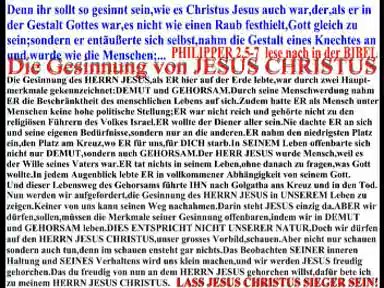 Denn ihr sollt so gesinnt sein,wie es Christus Jesus auch war,der,als er in
der Gestalt Gottes war,es nicht wie einen Raub festhielt,Gott gleich zu
sein;sondern er entäußerte sich selbst,nahm die Gestalt eines Knechtes an
und wurde wie die Menschen;... PHILIPPER 2,5-7 lese nach in der BIBEL
Die Gesinnung von JESUS CHRISTUS
Die Gesinnung des HERRN JESUS,als ER hier auf der Erde lebte,war durch zwei Haupt-
merkmale gekennzeichnet:DEMUT und GEHORSAM.Durch seine Menschwerdung nahm
ER die Beschränktheit des menschlichen Lebens auf sich.Zudem hatte ER als Mensch unter
Menschen keine hohe politische Stellung;ER war nicht reich und gehörte nicht zu den
religiösen Führern des Volkes Israel.ER wollte der Diener aller sein.Nie dachte ER an sich
und seine eigenen Bedürfnisse,sondern nur an die anderen.ER nahm den niedrigsten Platz
ein,den Platz am Kreuz,wo ER für uns,für DICH starb.In SEINEM Leben offenbarte sich
nicht nur DEMUT,sondern auch GEHORSAM.Der HERR JESUS wurde Mensch,weil es
der Wille seines Vaters war.ER tat nichts in seinem Leben,ohne danach zu fragen,was Gott
wollte.In jedem Augenblick lebte ER in vollkommener Abhängigkeit von seinem Gott.
Und dieser Lebensweg des Gehorsams führte IHN nach Golgatha ans Kreuz und in den Tod.
Nun werden wir aufgefordert,die Gesinnung des HERRN JESUS in UNSEREM Leben zu
zeigen.Keiner von uns kann seinen Weg nachahmen.Darin steht JESUS einzig da.ABER wir
dürfen,sollen,müssen die Merkmale seiner Gesinnung offenbaren,indem wir in DEMUT
und GEHORSAM leben.DIES ENTSPRICHT NICHT UNSERER NATUR.Doch wir dürfen
auf den HERRN JESUS CHRISTUS,unser grosses Vorbild,schauen.Aber nicht nur schauen
sondern auch tun,denn im schauen ensteht gar nichts.Das Beobachten SEINER inneren
Haltung und SEINES Verhaltens wird uns klein machen,und wir werden JESUS freudig
gehorchen.Das du freudig von nun an dem HERRN JESUS gehorchen willst,dafür bete ich
zu meinem HERRN JESUS CHRISTUS. LASS JESUS CHRISTUS SIEGER SEIN!